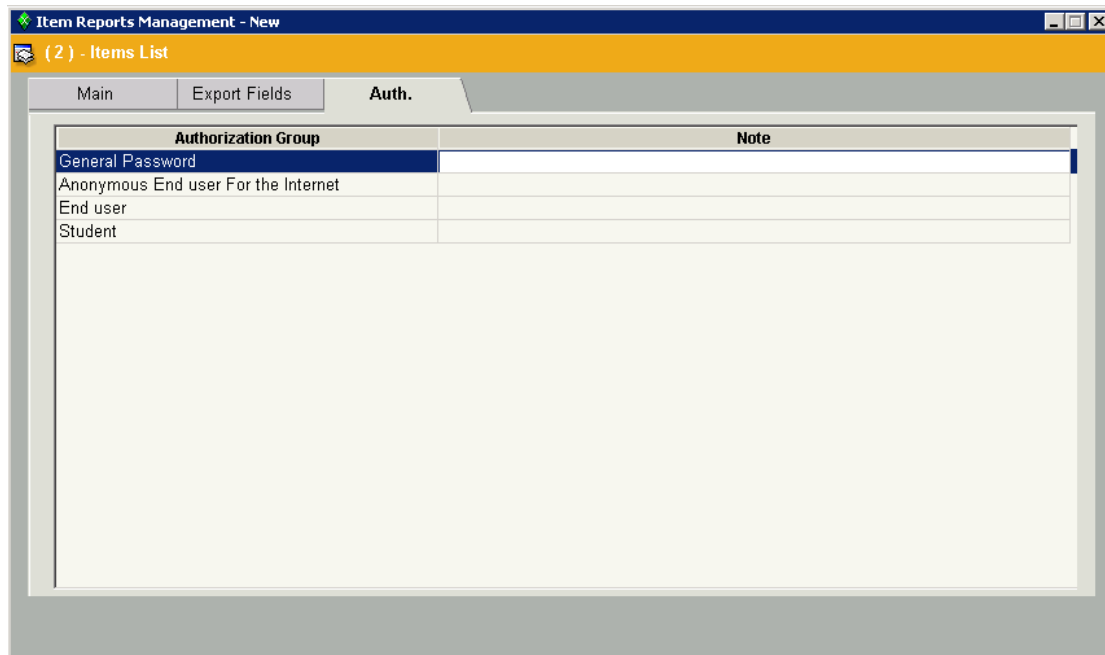 Item Reports Management - New
( 2 ) - Items List
Main Export Fields Auth.
Authorization Group Note
General Password
Anonymous End user For the Internet
End user
Student